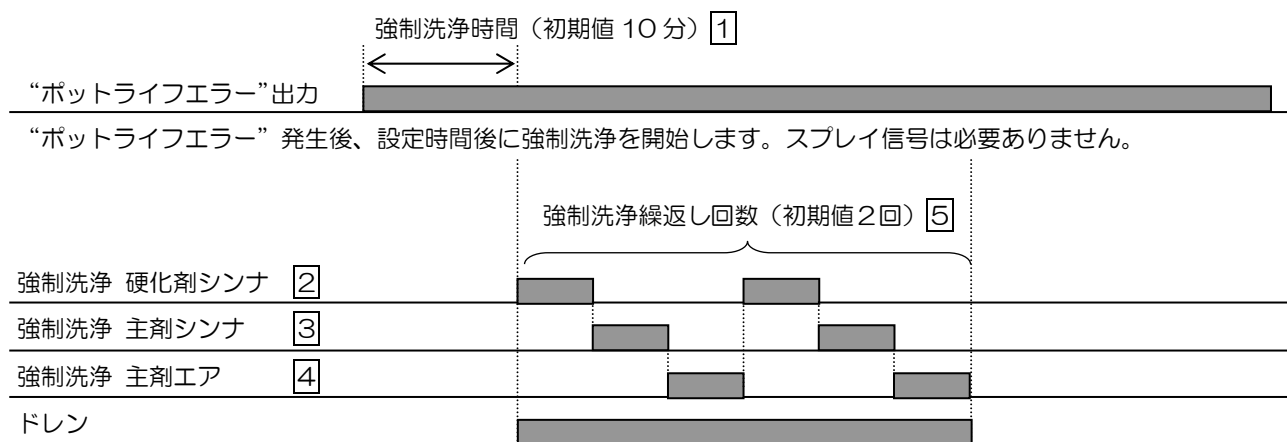 強制洗浄時間（初期値 10 分） 1
“ポットライフエラー”出力
“ポットライフエラー” 発生後、設定時間後に強制洗浄を開始します。スプレイ信号は必要ありません。
強制洗浄繰返し回数（初期値２回） 5
強制洗浄 硬化剤シンナ 2
強制洗浄 主剤シンナ 3
強制洗浄 主剤エア 4
ドレン